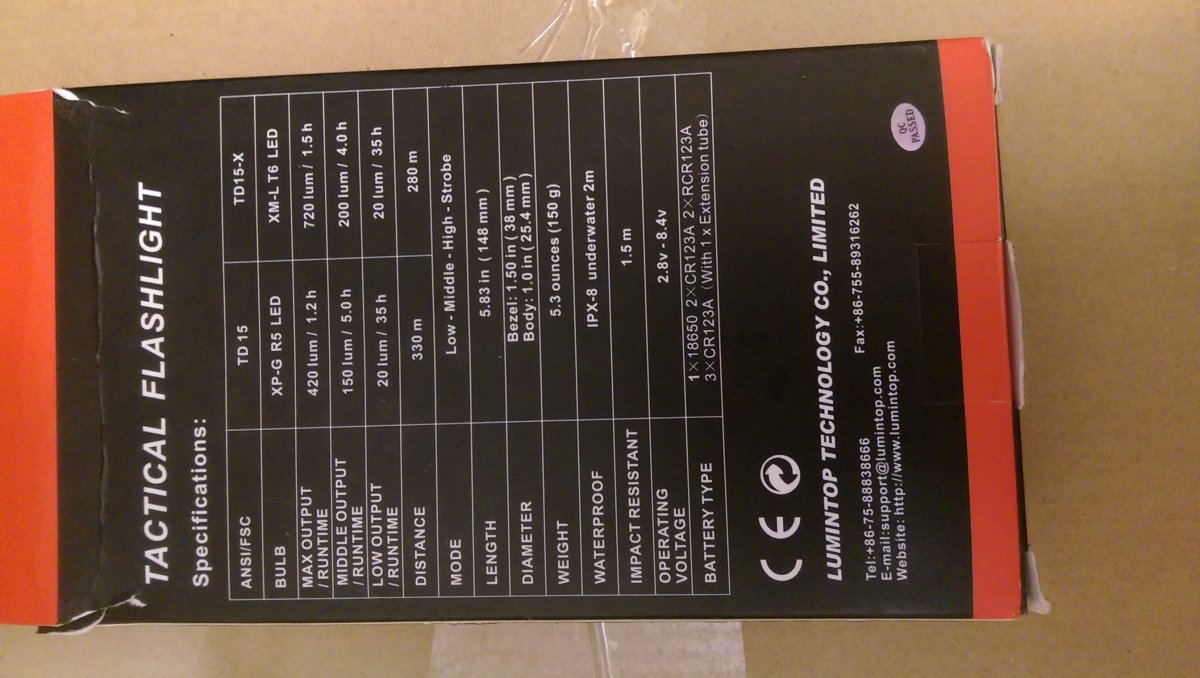 TACTICAL FLASHLIGHT
Specifications:
ANSI/FSC TD15 TD15-X
BULB XP-G R5 LED XM-L T6 LED
MAX OUTPUT
/ RUNTIME 420 lum / 1.2 h 720 lum / 1.5 h
MIDDLE OUTPUT
/ RUNTIME 150 lum / 5.0 h 200 lum / 4.0 h
LOW OUTPUT
/ RUNTIME 20 lum / 35 h 20 lum / 35 h
DISTANCE 330 m 280 m
MODE Low - Middle - High - Strobe
LENGTH 5.83 in ( 148 mm )
DIAMETER Bezel: 1.50 in ( 38 mm )
Body: 1.0 in ( 25.4 mm )
WEIGHT 5.3 ounces (150 g)
WATERPROOF IPX-8 underwater 2m
IMPACT RESISTANT 1.5 m
OPERATING
VOLTAGE 2.8v - 8.4v
BATTERY TYPE 1×18650 2×CR123A 2×RCR123A
3×CR123A (With 1 x Extension tube)
CE
LUMINTOP TECHNOLOGY CO., LIMITED
Tel:+86-75-88838666 Fax:+86-755-89316262
E-mail:support@lumintop.com
Website: http://www.lumintop.com
QC
PASSED